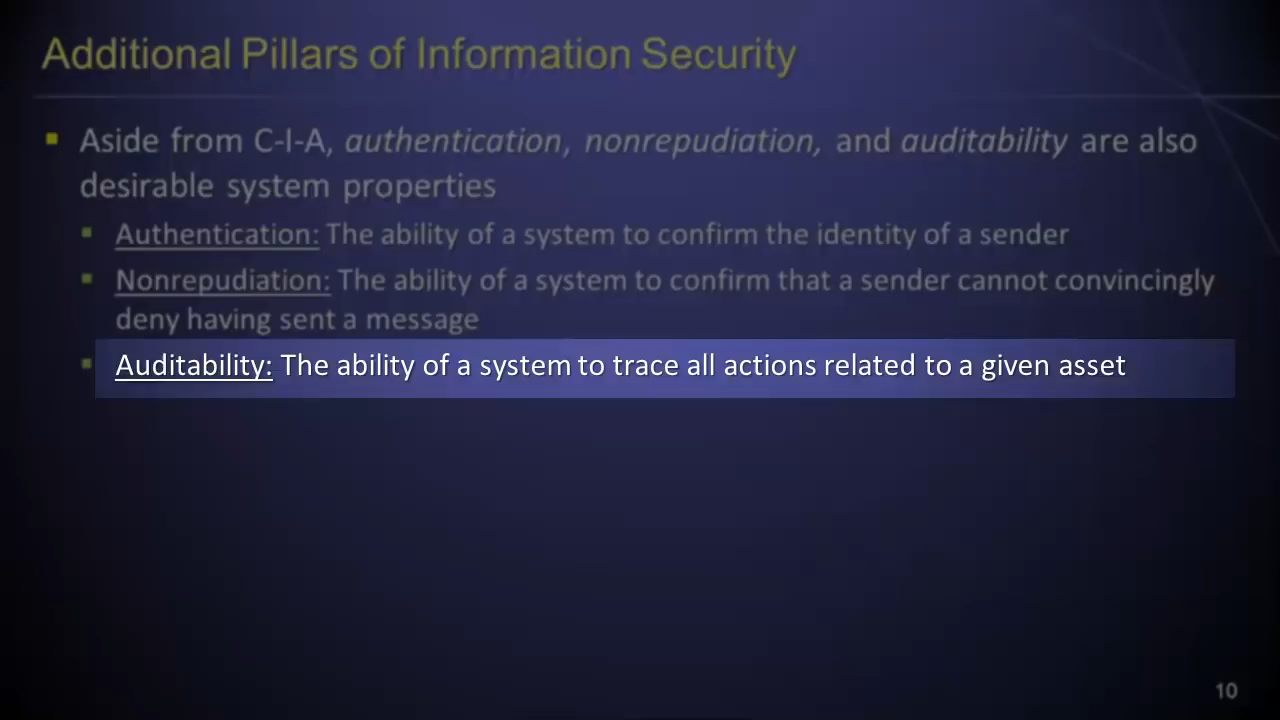 Additional Pillars of Information Security
Aside from C-I-A, authentication, nonrepudiation, and auditability are also
desirable system properties
Authentication: The ability of a system to confirm the identity of a sender
Nonrepudiation: The ability of a system to confirm that a sender cannot convincingly
deny having sent a message
Auditability: The ability of a system to trace all actions related to a given asset
10